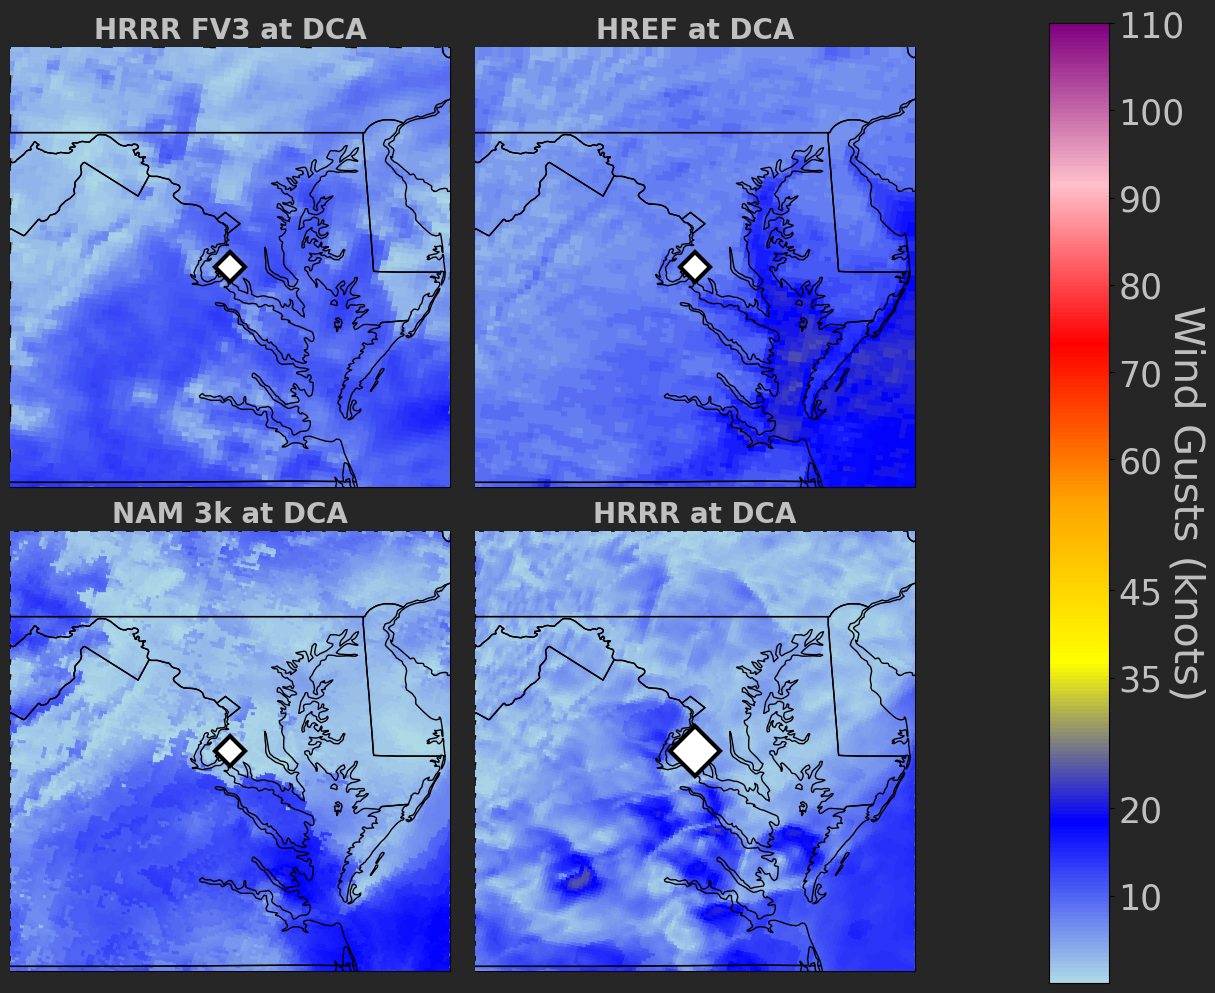 HRRR FV3 at DCA
HREF at DCA
NAM 3k at DCA
HRRR at DCA
110
100
90
80
70
60
45
35
20
10
Wind Gusts (knots)